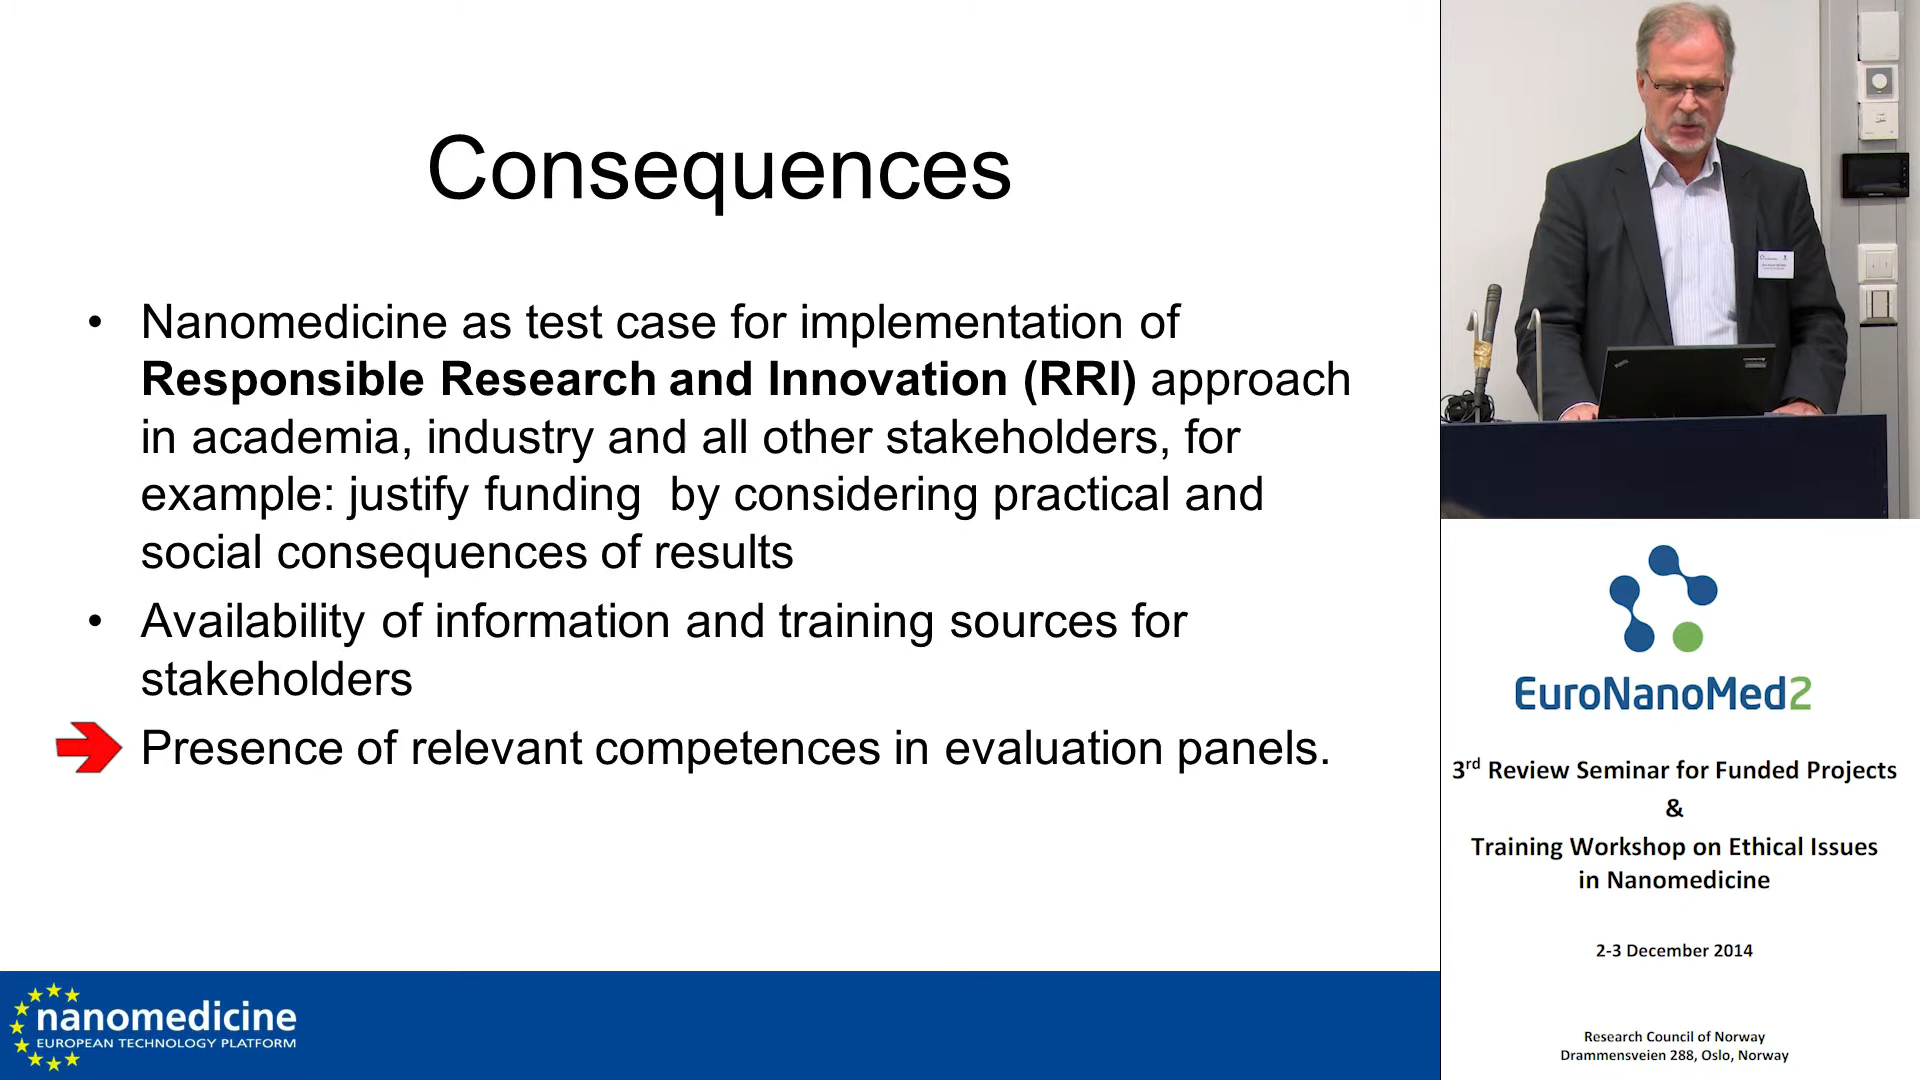 Consequences
• Nanomedicine as test case for implementation of
Responsible Research and Innovation (RRI) approach
in academia, industry and all other stakeholders, for
example: justify funding  by considering practical and
social consequences of results
• Availability of information and training sources for
stakeholders
Presence of relevant competences in evaluation panels.
nanomedicine
EUROPEAN TECHNOLOGY PLATFORM
EuroNanoMed2
3rd Review Seminar for Funded Projects
&
Training Workshop on Ethical Issues
in Nanomedicine
2-3 December 2014
Research Council of Norway
Drammensveien 288, Oslo, Norway